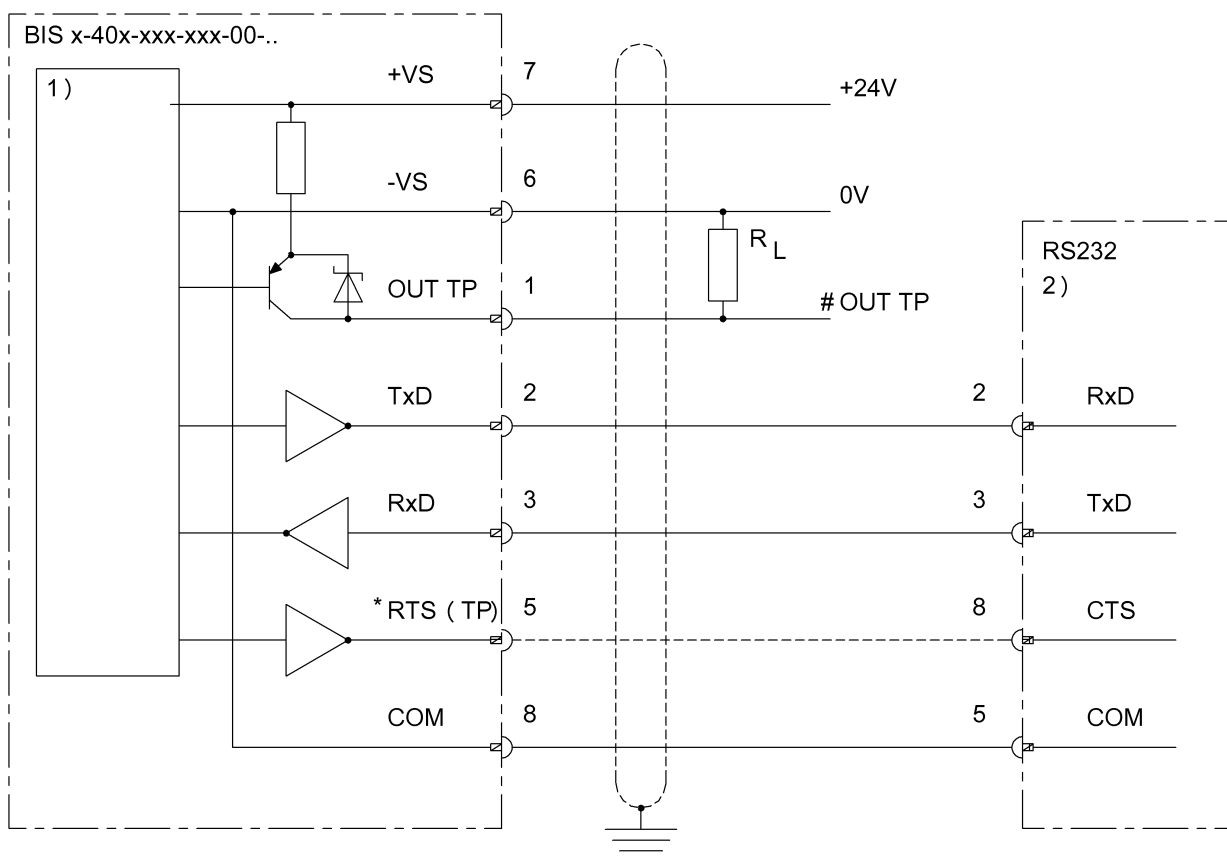 BIS x-40x-xxx-xxx-00-..
1)
+VS 7 +24V
-VS 6 0V
R L
RS232
2)
OUT TP 1 # OUT TP
TxD 2 2 RxD
RxD 3 3 TxD
* RTS ( TP) 5 8 CTS
COM 8 5 COM